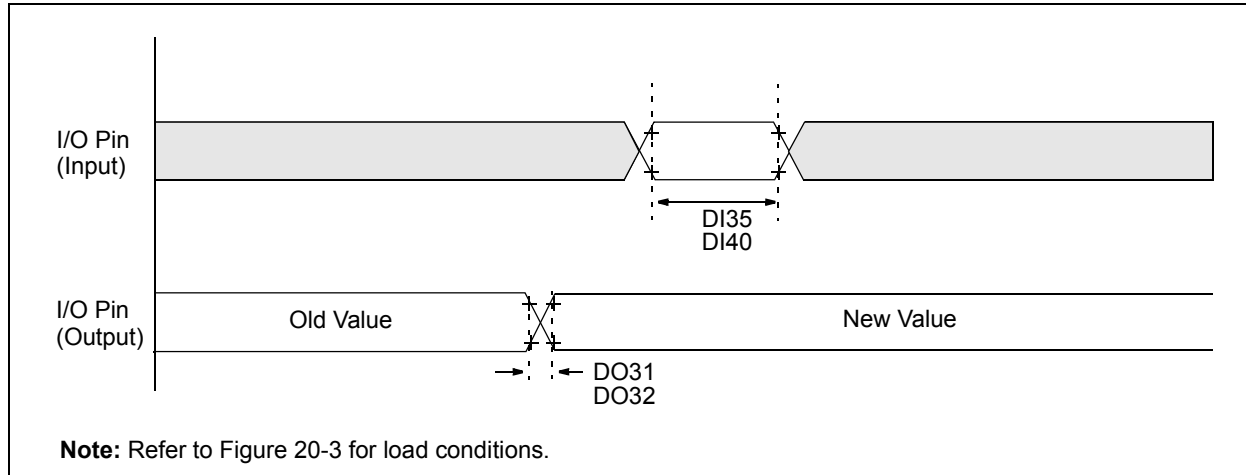 I/O Pin
(Input)
DI35
DI40
I/O Pin
(Output)
Old Value
New Value
DO31
DO32
Note: Refer to Figure 20-3 for load conditions.